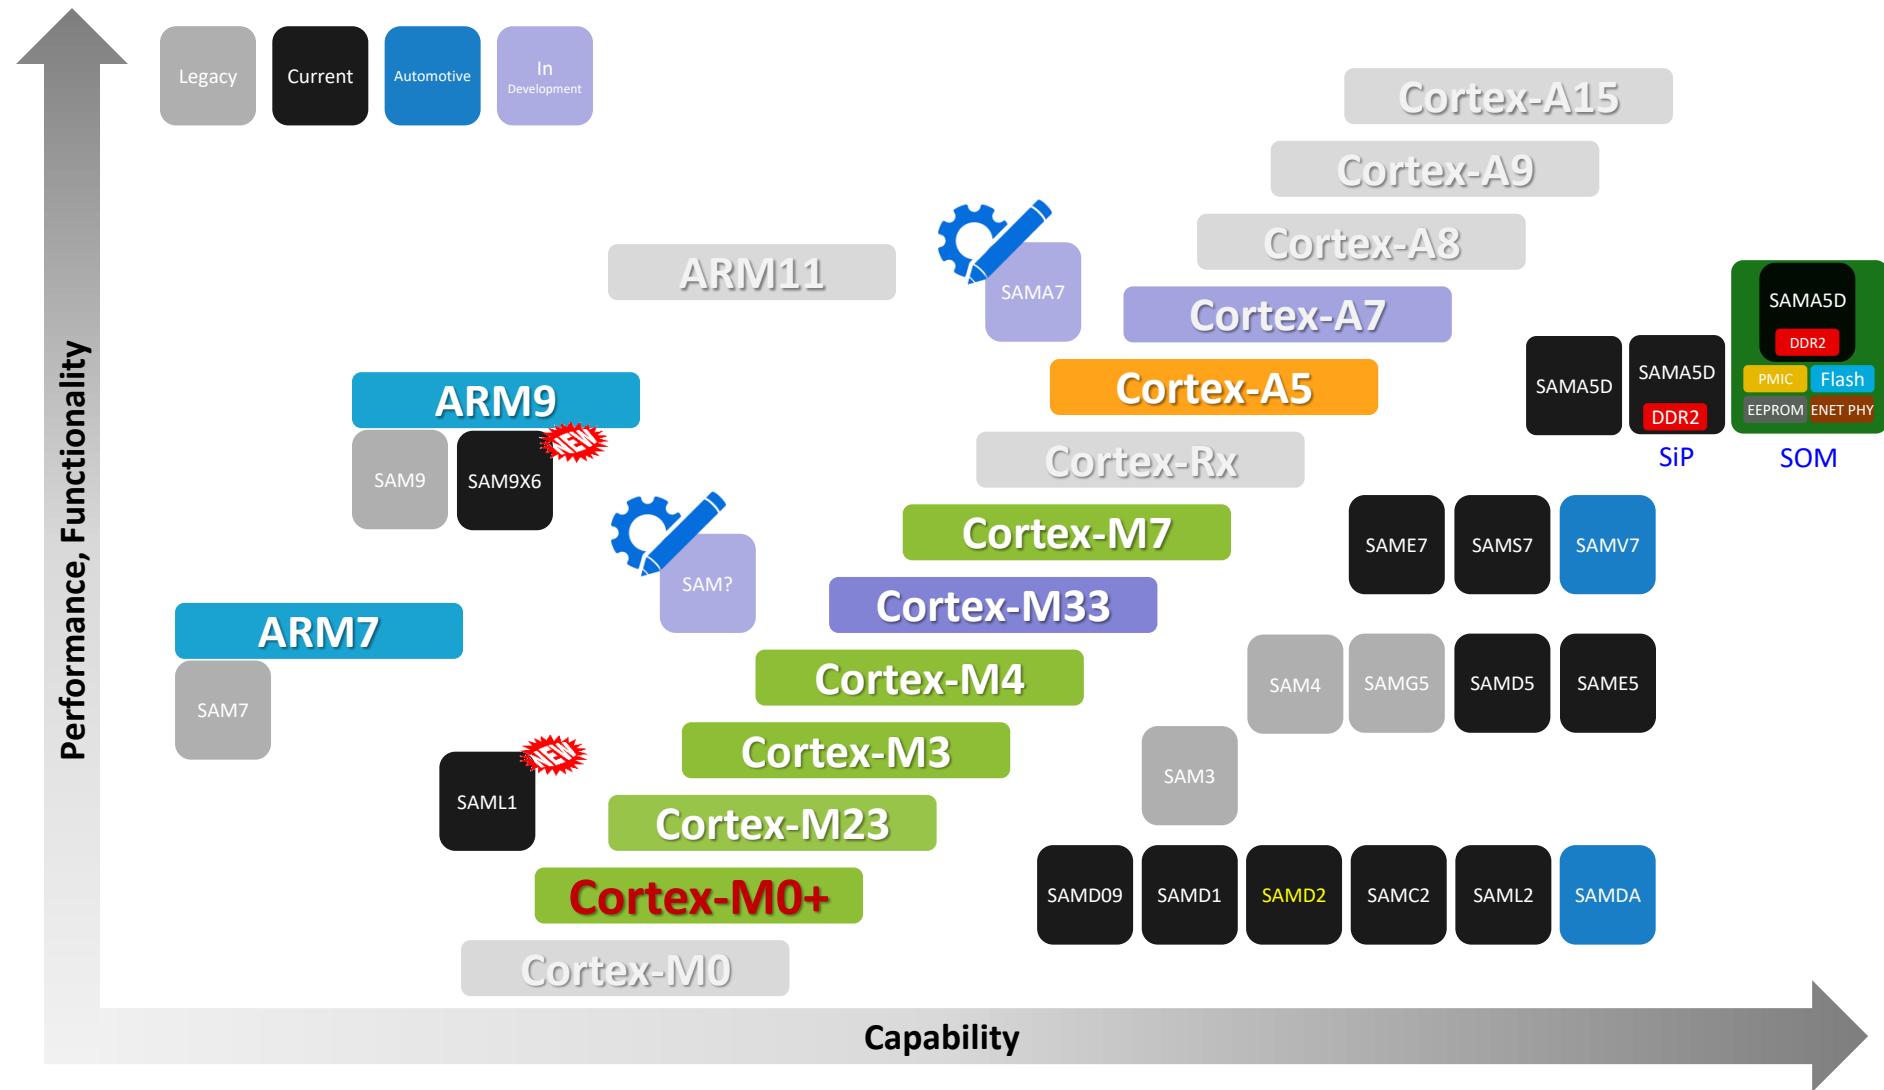 Legacy
Current
Automotive
In
Development
Cortex-A15
Cortex-A9
Cortex-A8
ARM11
SAMA7
Cortex-A7
SAMA5D
DDR2
PMIC
Flash
EEPROM
ENET PHY
SOM
SAMA5D
SAMA5D
DDR2
SiP
Cortex-A5
ARM9
NEW
SAM9
SAM9X6
Cortex-Rx
Cortex-M7
SAME7
SAMS7
SAMV7
SAM?
Cortex-M33
ARM7
SAM7
Cortex-M4
SAM4
SAMG5
SAMD5
SAME5
Cortex-M3
SAM3
NEW
SAML1
Cortex-M23
Cortex-M0+
SAMD09
SAMD1
SAMD2
SAMC2
SAML2
SAMDA
Cortex-M0
Performance, Functionality
Capability